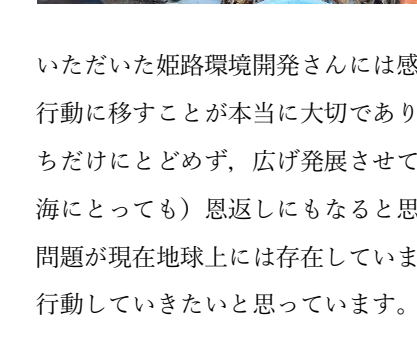 いただいた姫路環境開発さんには感
行動に移すことが本当に大切であり
ちだけにとどめず，広げ発展させて
海にとっても）恩返しにもなると思
問題が現在地球上には存在していま
行動していきたいと思っています。